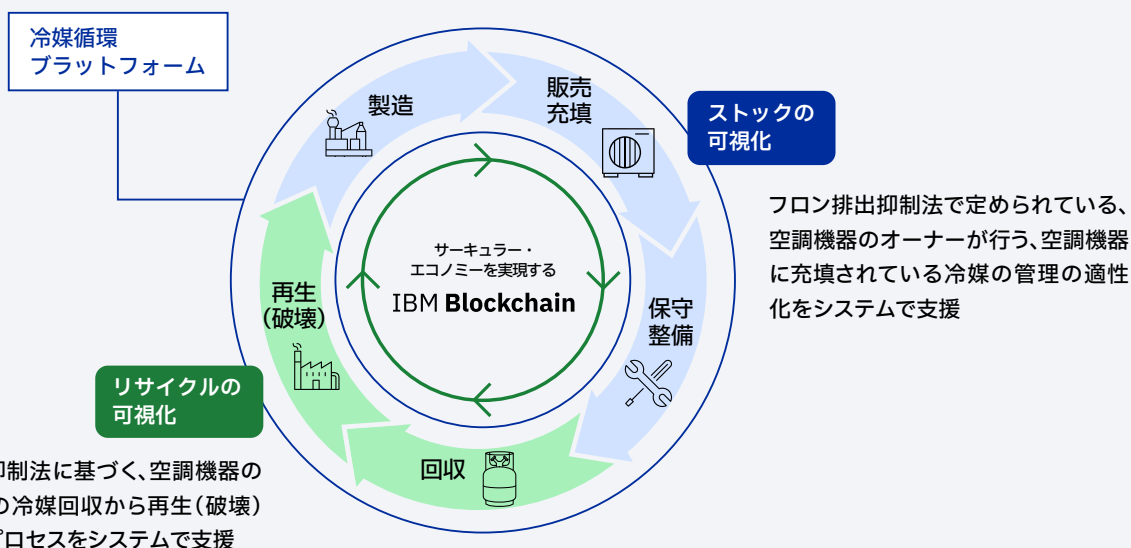 冷媒循環
プラットフォーム
製造
販売
充填
ストックの
可視化
フロン排出抑制法で定められている、
空調機器のオーナーが行う、空調機器
に充填されている冷媒の管理の適性
化をシステムで支援
サーキュラー・
エコノミーを実現する
IBM Blockchain
保守
整備
再生
（破壊）
回収
リサイクルの
可視化
制法に基づく、空調機器の
の冷媒回収から再生（破壊）
プロセスをシステムで支援